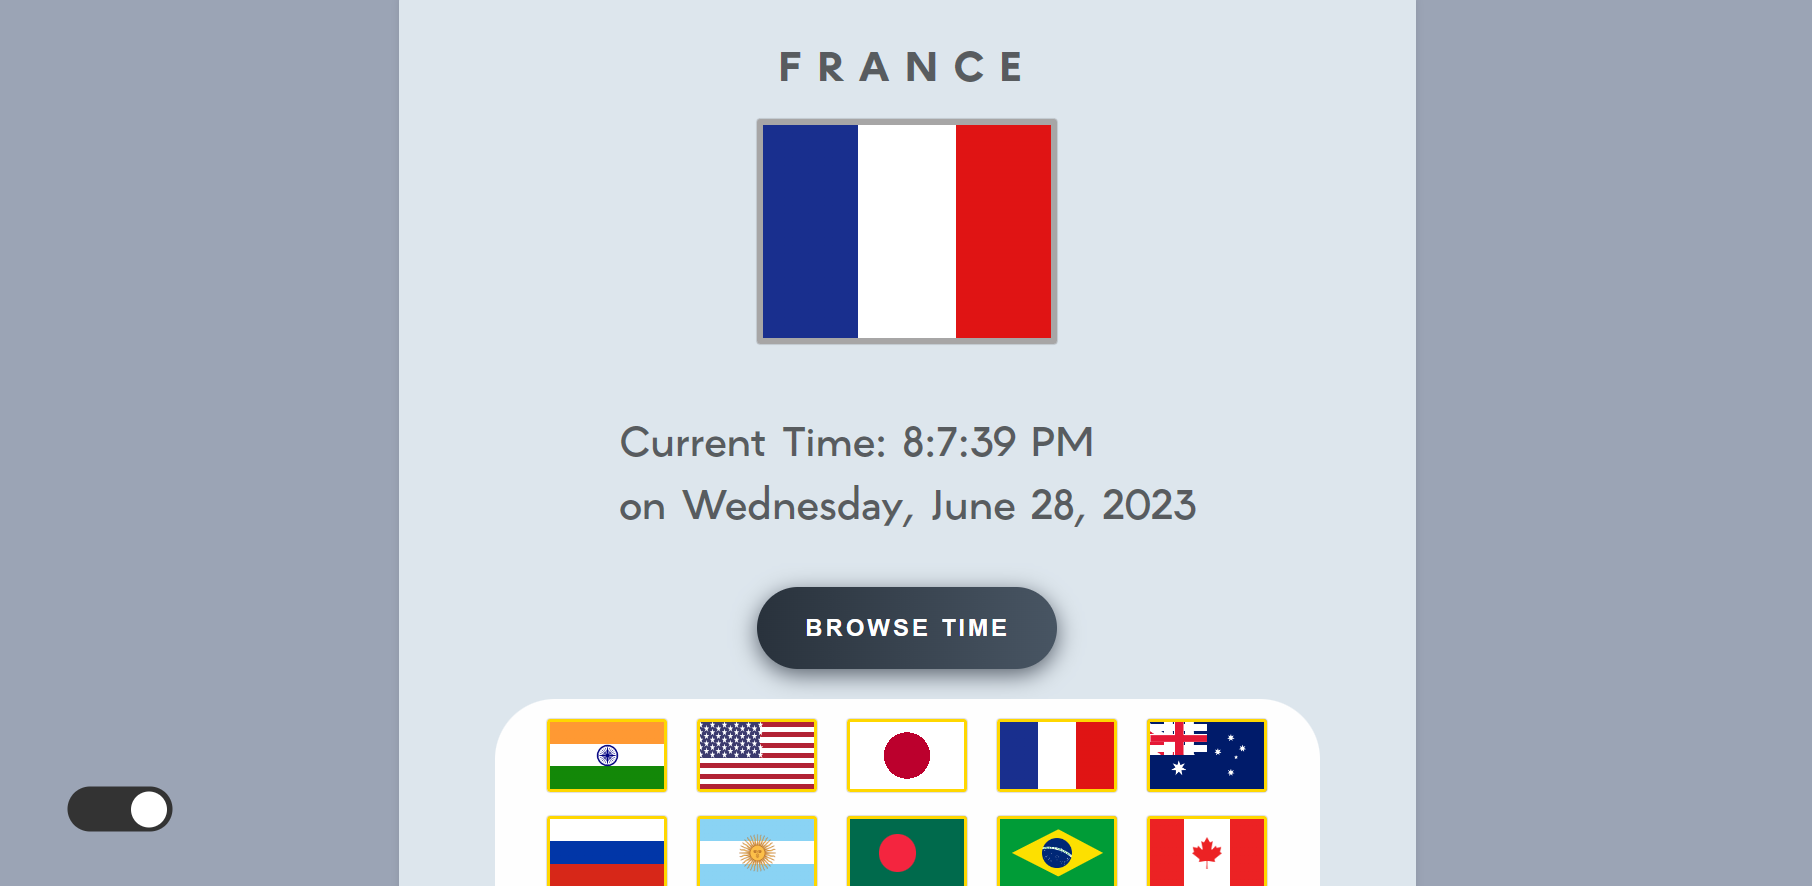 FRANCE
Current Time: 8:7:39 PM
on Wednesday, June 28, 2023
BROWSE TIME